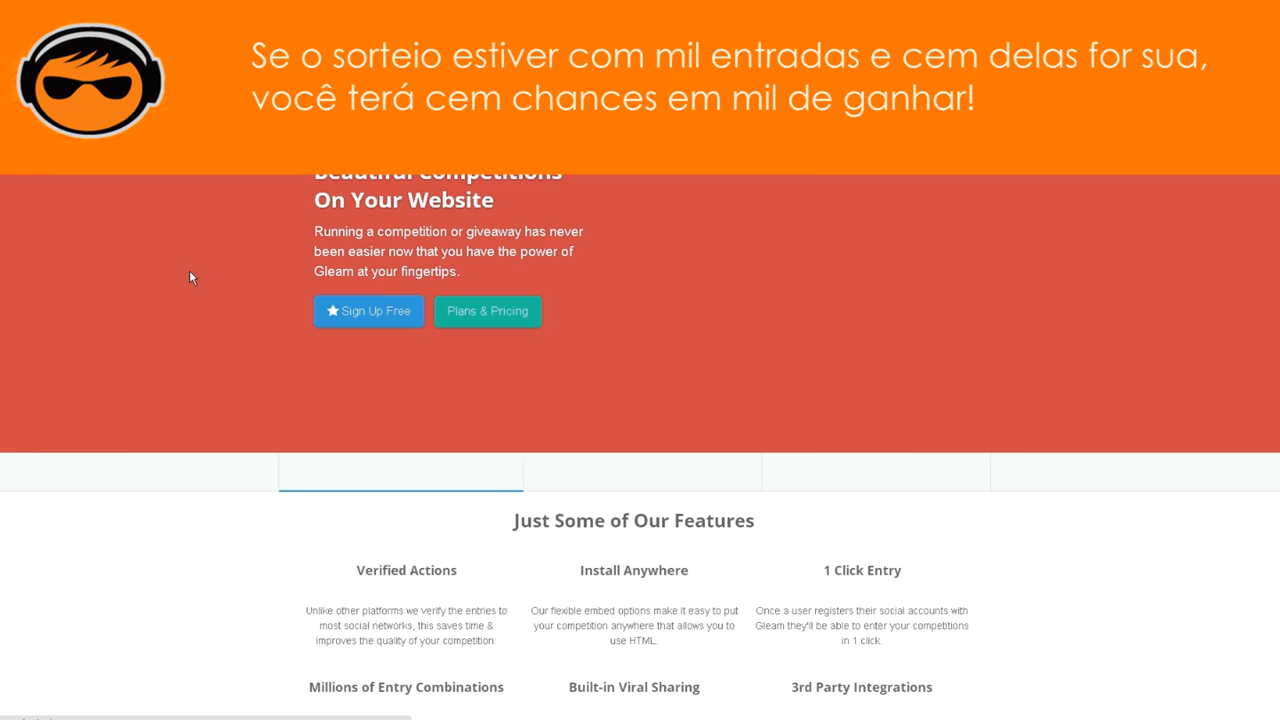 Se o sorteio estiver com mil entradas e cem delas for sua,
você terá cem chances em mil de ganhar!
Beautiful Competitions
On Your Website
Running a competition or giveaway has never
been easier now that you have the power of
Gleam at your fingertips.
Sign Up Free
Plans & Pricing
Just Some of Our Features
Verified Actions
Unlike other platforms we verify the entries to
most social networks, this saves time &
improves the quality of your competition.
Install Anywhere
Our flexible embed options make it easy to put
your competition anywhere that allows you to
use HTML.
1 Click Entry
Once a user registers their social accounts with
Gleam they'll be able to enter your competitions
in 1 click.
Millions of Entry Combinations
Built-in Viral Sharing
3rd Party Integrations